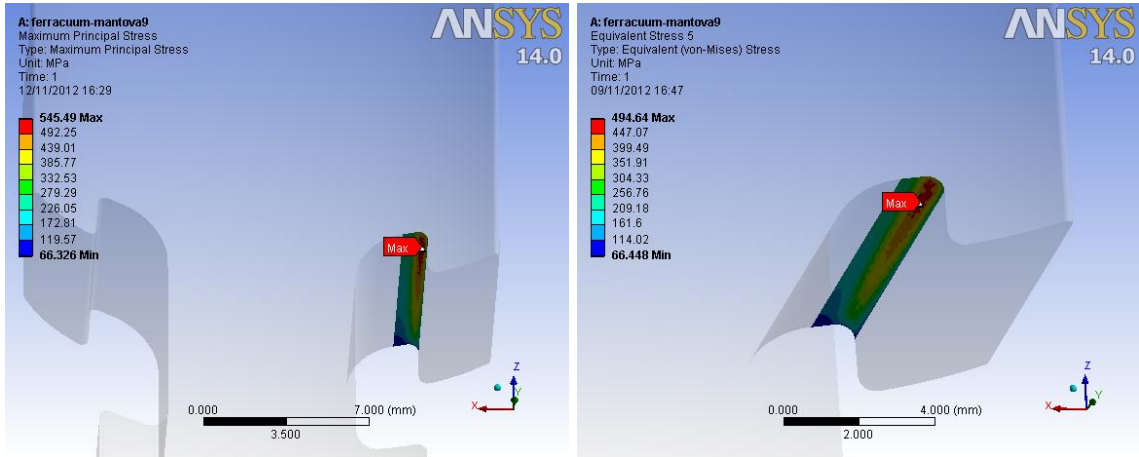 A: ferracuum-mantova9
Maximum Principal Stress
Type: Maximum Principal Stress
Unit: MPa
Time: 1
12/11/2012 16:29
ANSYS
14.0
545.49 Max
492.25
439.01
385.77
332.53
279.29
226.05
172.81
119.57
66.326 Min
Max
0.000
7.000 (mm)
3.500
Z
Y
X
A: ferracuum-mantova9
Equivalent Stress 5
Type: Equivalent (von-Mises) Stress
Unit: MPa
Time: 1
09/11/2012 16:47
ANSYS
14.0
494.64 Max
447.07
399.49
351.91
304.33
256.76
209.18
161.6
114.02
66.448 Min
Max
0.000
4.000 (mm)
2.000
Z
Y
X